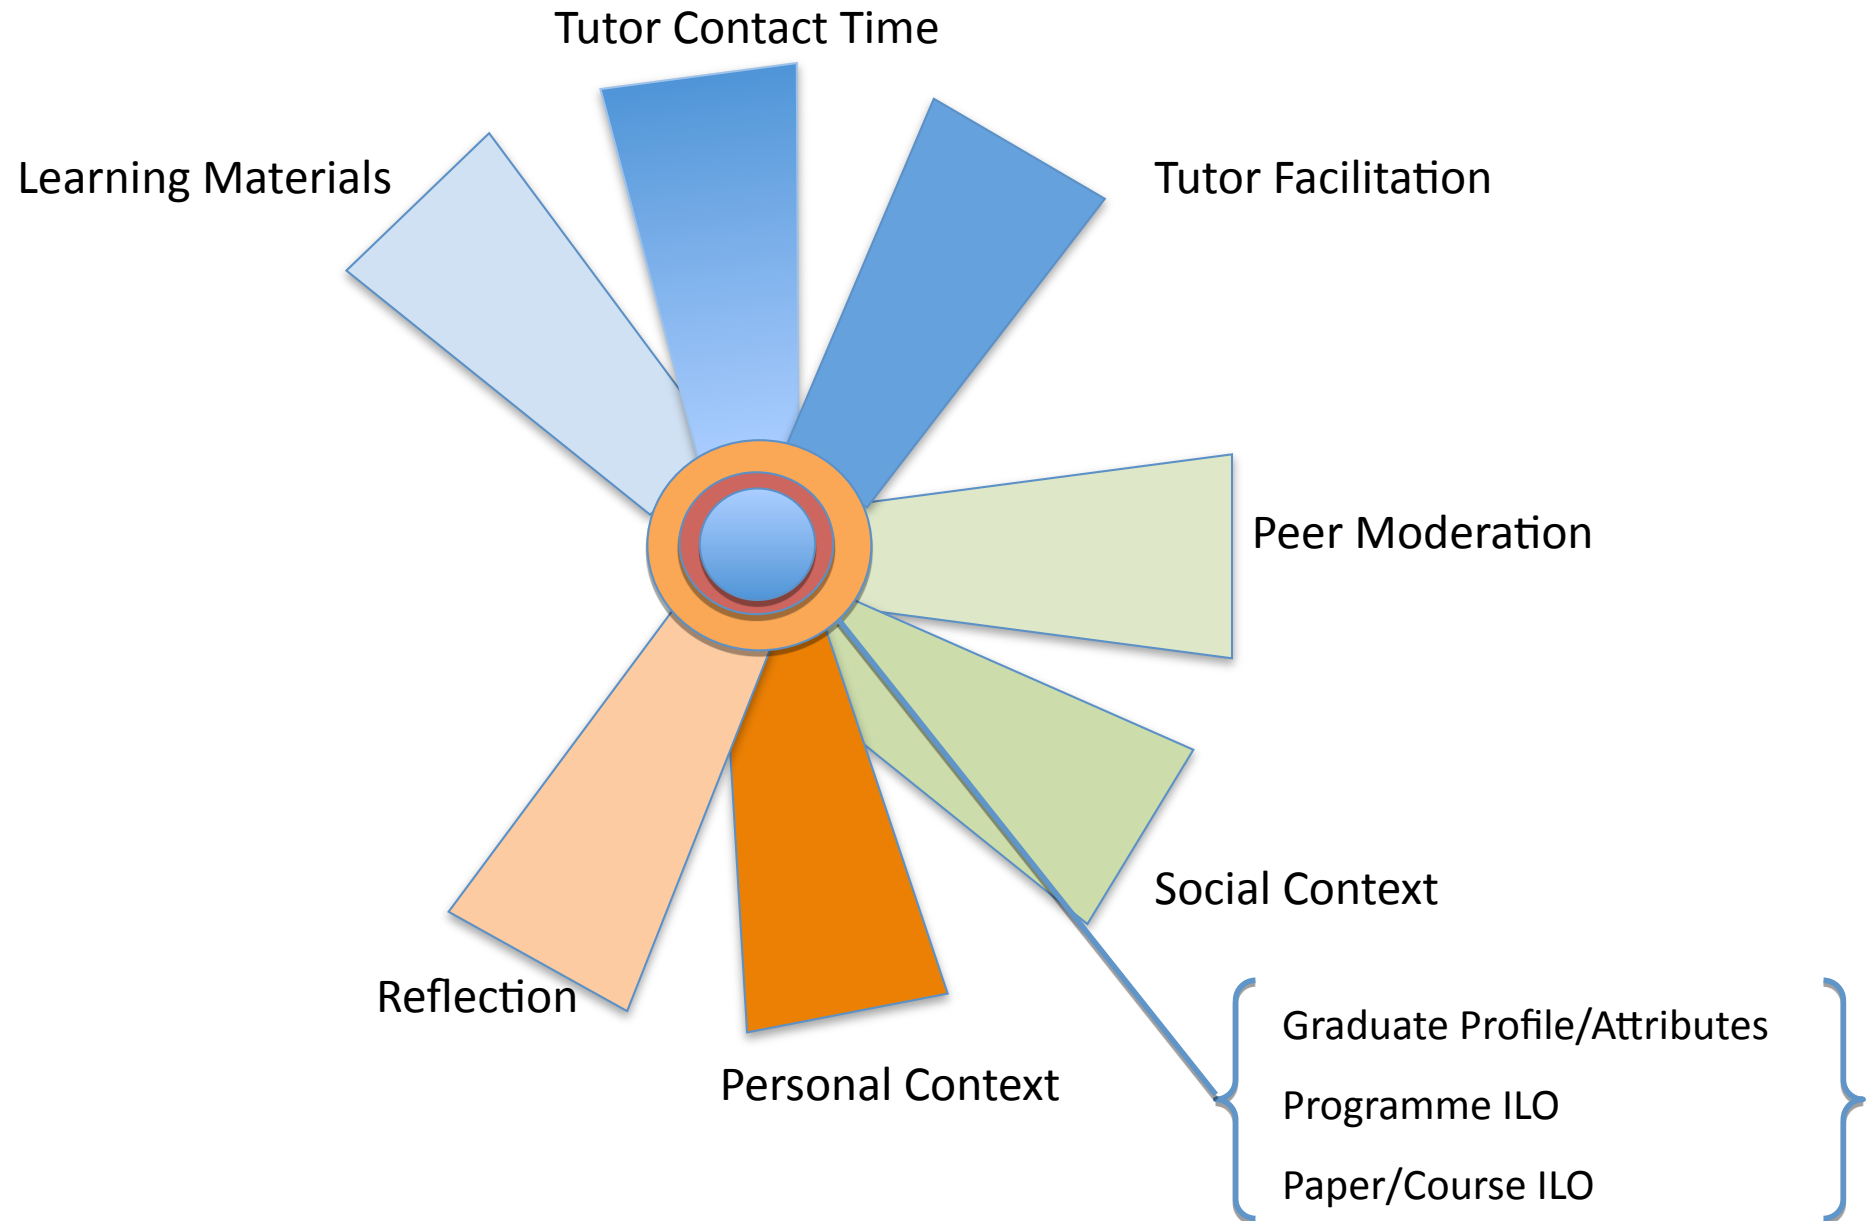 Tutor Contact Time
Learning Materials
Tutor Facilitation
Peer Moderation
Social Context
Reflection
Personal Context
Graduate Profile/Attributes
Programme ILO
Paper/Course ILO